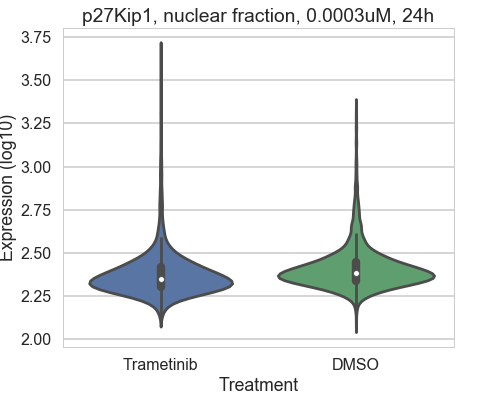 p27Kip1, nuclear fraction, 0.0003uM, 24h
Expression (log10)
3.75
3.50
3.25
3.00
2.75
2.50
2.25
2.00
Trametinib
DMSO
Treatment